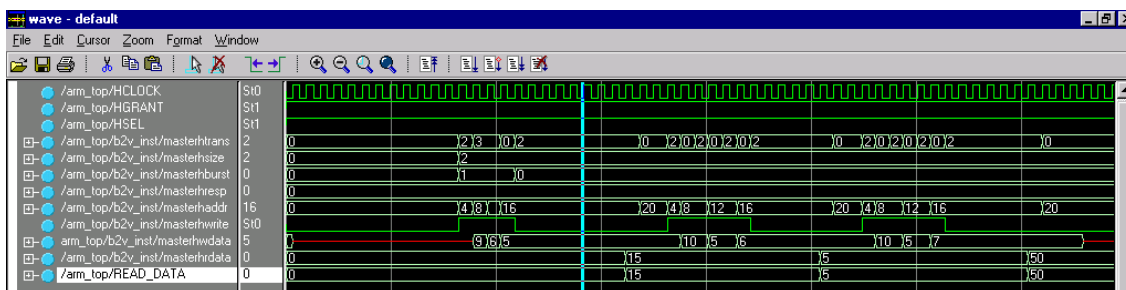 wave - default
File Edit Cursor Zoom Format Window
/arm_top/HCLOCK St0
/arm_top/HGRANT St1
/arm_top/HSEL St1
/arm_top/b2v_inst/masterhtrans 2 0 2 3 0 2 0 2 0 2 0 2 0 2 0 2 0 2 0 2 0 2 0
/arm_top/b2v_inst/masterhsize 2 0 2
/arm_top/b2v_inst/masterhburst 0 0 1 0
/arm_top/b2v_inst/masterhresp 0 0
/arm_top/b2v_inst/masterhaddr 16 0 4 8 16 20 4 8 12 16 20 4 8 12 16 20
/arm_top/b2v_inst/masterhwrite St0
arm_top/b2v_inst/masterhwdata 5 9 6 5 10 5 6 10 5 7
/arm_top/b2v_inst/masterhrdata 0 0 15 5 50
/arm_top/READ_DATA 0 0 15 5 50